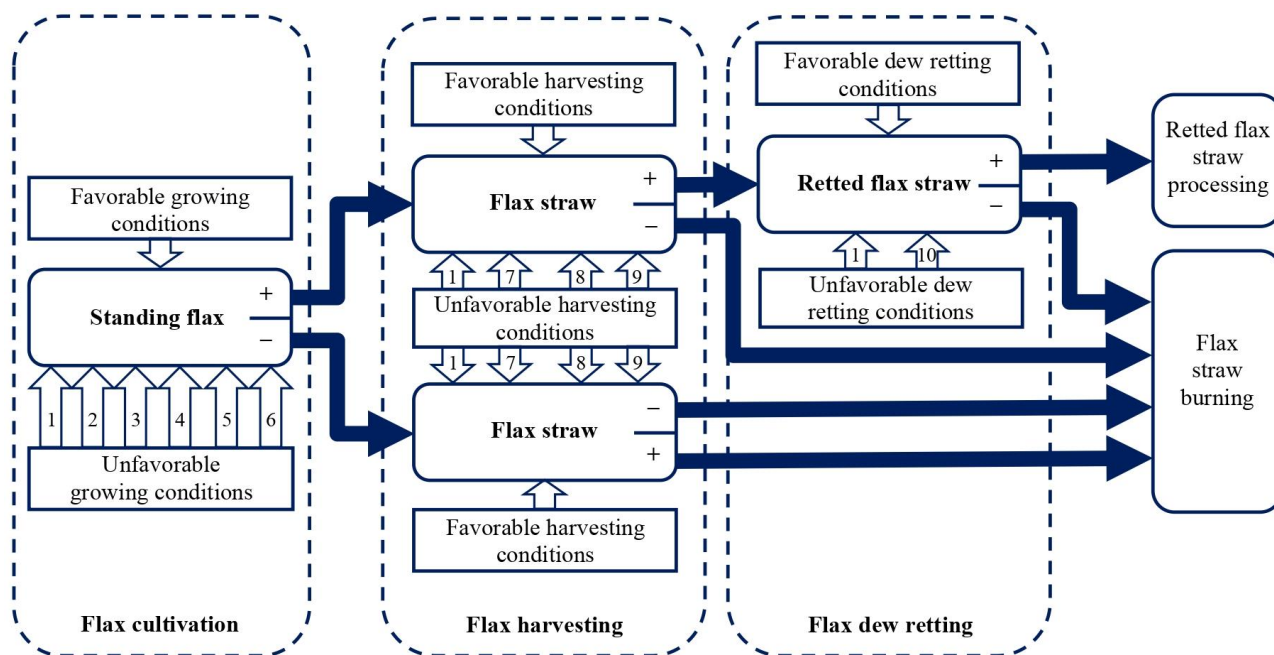 Favorable growing
conditions
+
Standing flax
−
1 2 3 4 5 6
Unfavorable
growing conditions
Flax cultivation
Favorable harvesting
conditions
+
Flax straw
−
1 7 8 9
Unfavorable harvesting
conditions
1 7 8 9
−
Flax straw
+
Favorable harvesting
conditions
Flax harvesting
Favorable dew retting
conditions
+
Retted flax straw
−
1 10
Unfavorable dew
retting conditions
Flax dew retting
Retted flax
straw
processing
Flax
straw
burning